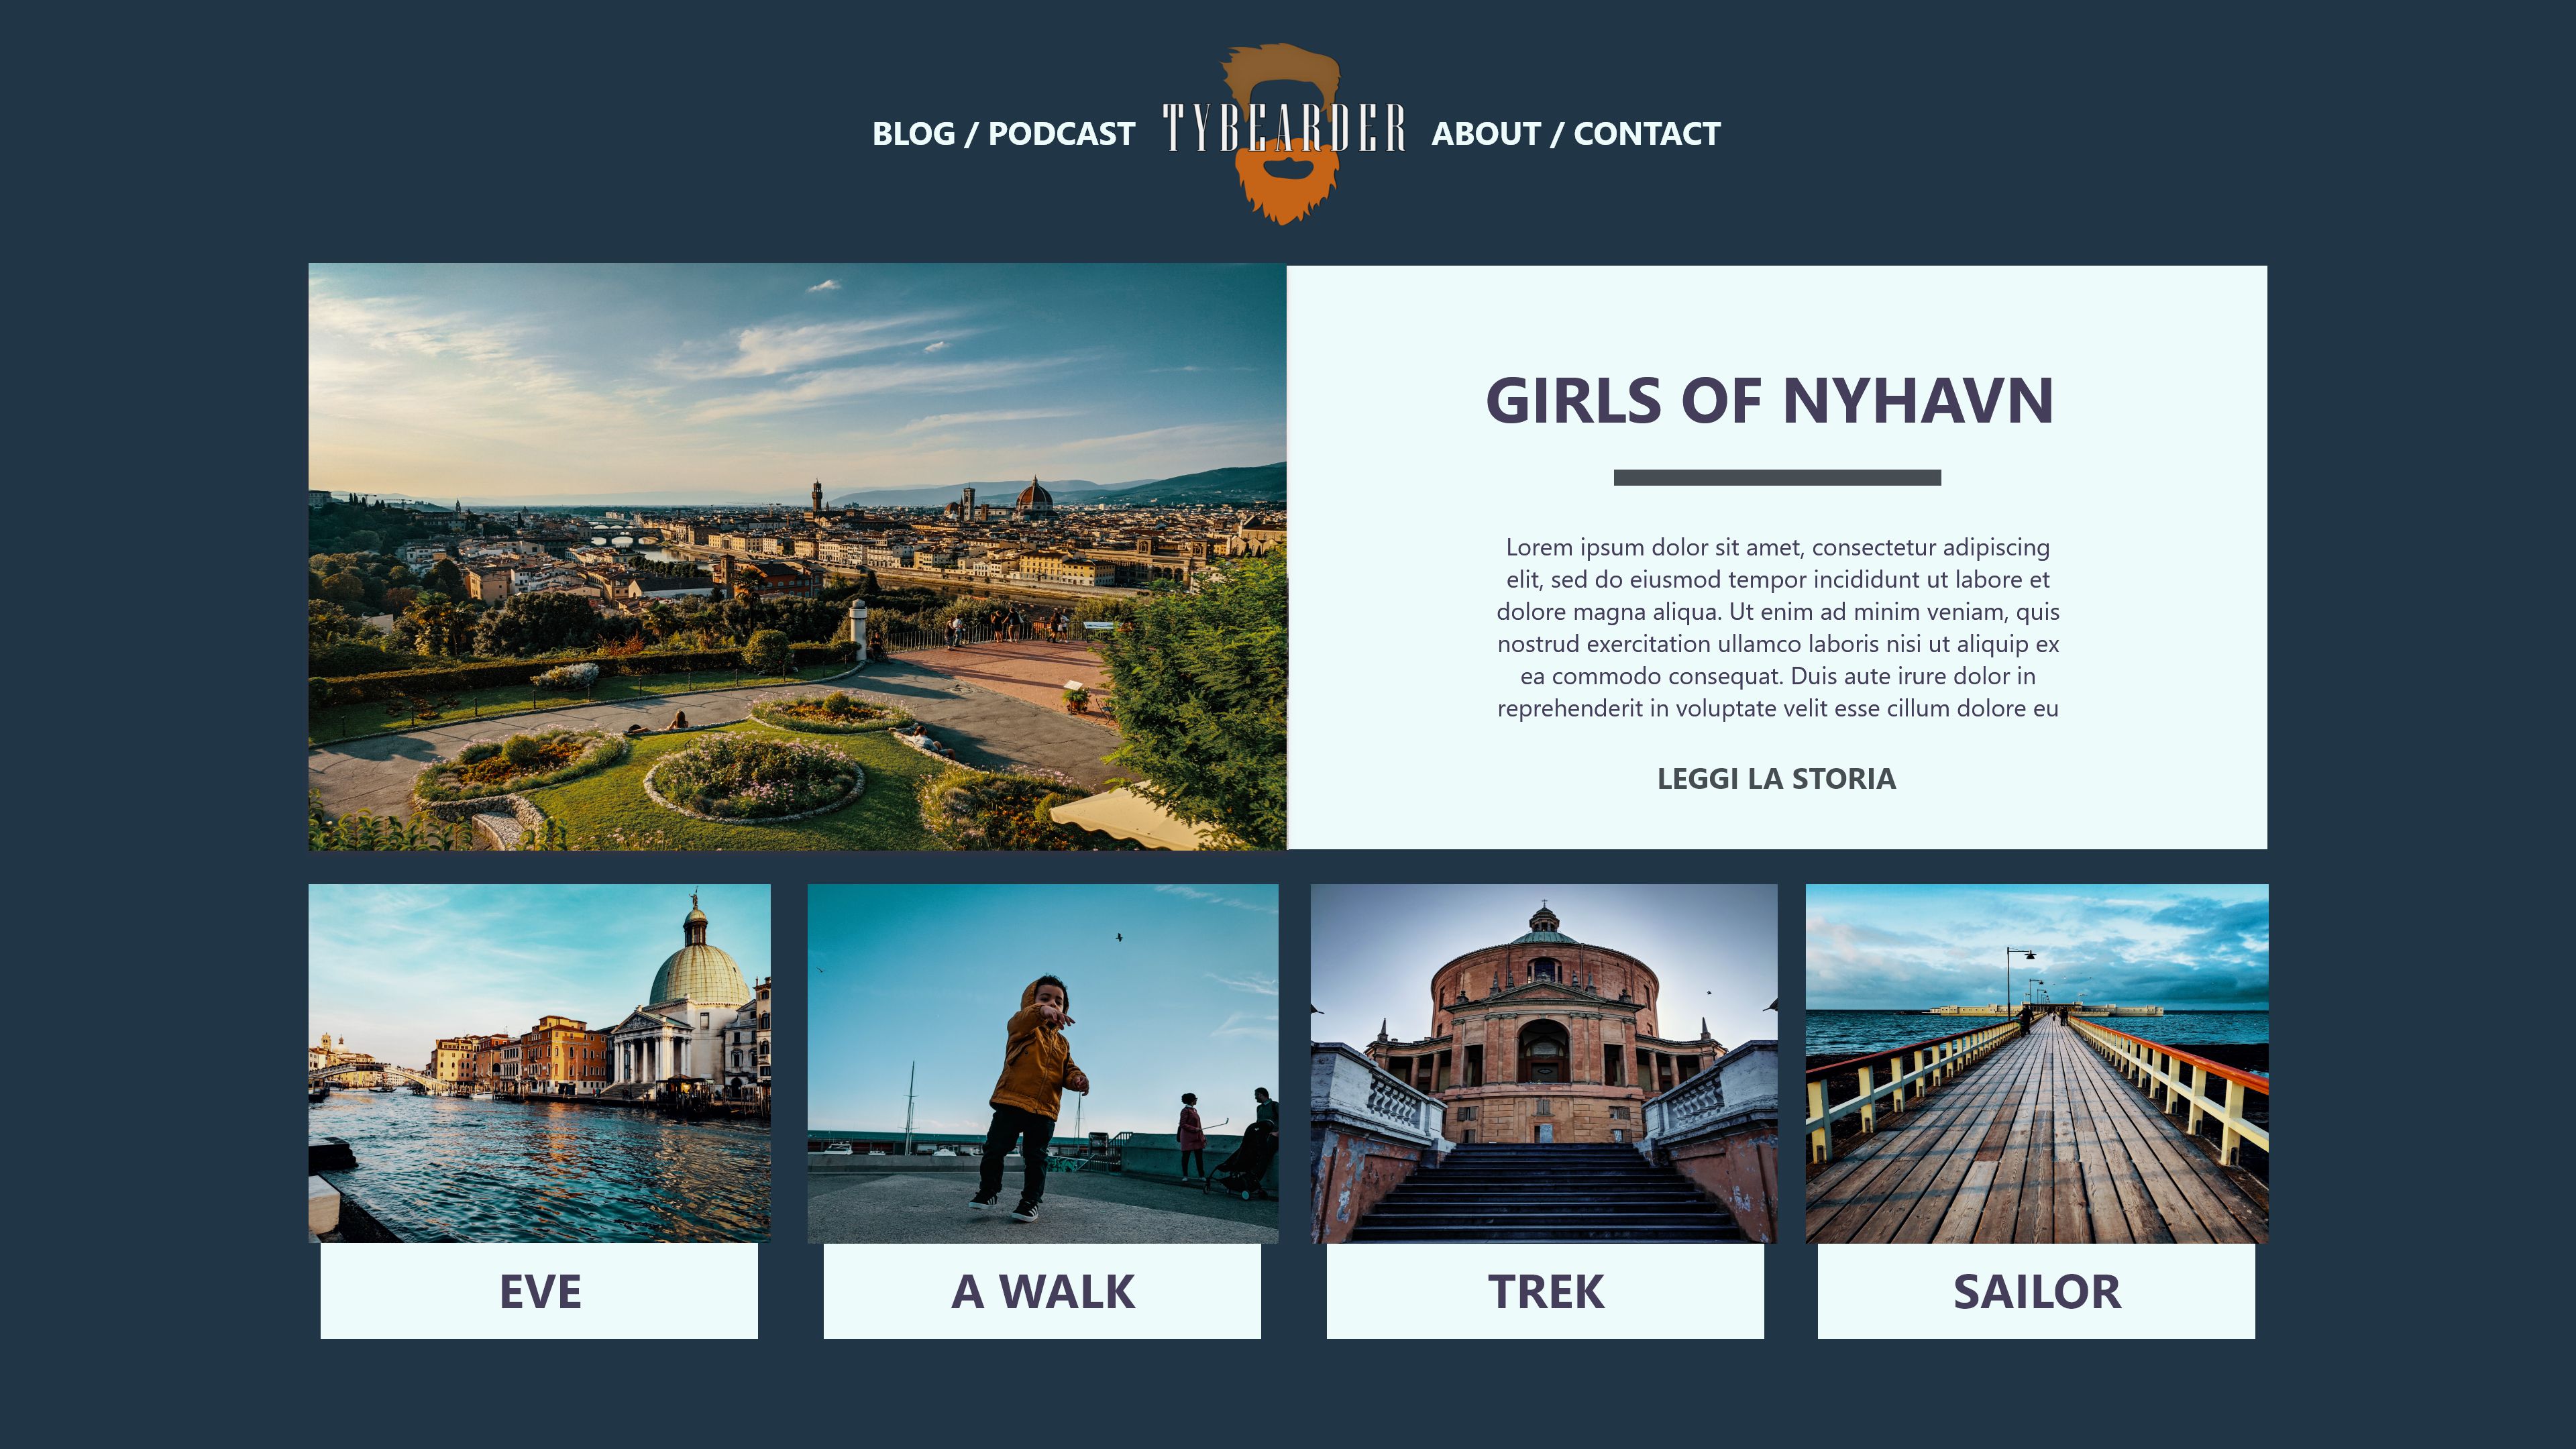 BLOG / PODCAST
TYBEARDER
ABOUT / CONTACT
GIRLS OF NYHAVN
Lorem ipsum dolor sit amet, consectetur adipiscing
elit, sed do eiusmod tempor incididunt ut labore et
dolore magna aliqua. Ut enim ad minim veniam, quis
nostrud exercitation ullamco laboris nisi ut aliquip ex
ea commodo consequat. Duis aute irure dolor in
reprehenderit in voluptate velit esse cillum dolore eu
LEGGI LA STORIA
EVE
A WALK
TREK
SAILOR